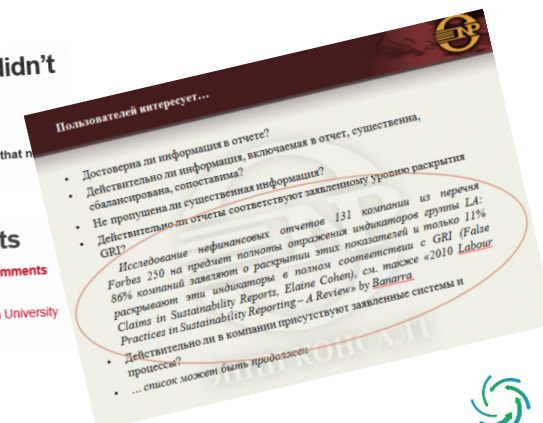 didn't
that n
ts
mments
University
Пользователей интересует…
• Достоверна ли информация в отчете?
• Действительно ли информация, включаемая в отчет, существенна,
сбалансирована, сопоставима?
• Не пропущена ли существенная информация?
• Действительно ли отчеты соответствуют заявленному уровню раскрытия
GRI?
Исследование нефинансовых отчетов 131 компании из перечня
Forbes 250 на предмет полноты отражения индикаторов группы LA:
86% компаний заявляют о раскрытии этих показателей и только 11%
раскрывают эти индикаторы в полном соответствии с GRI (False
Claims in Sustainability Reports, Elaine Cohen), см. также «2010 Labour
Practices in Sustainability Reporting – A Review» by Banarra
• Действительно ли в компании присутствуют заявленные системы и
процессы?
• … список может быть продолжен